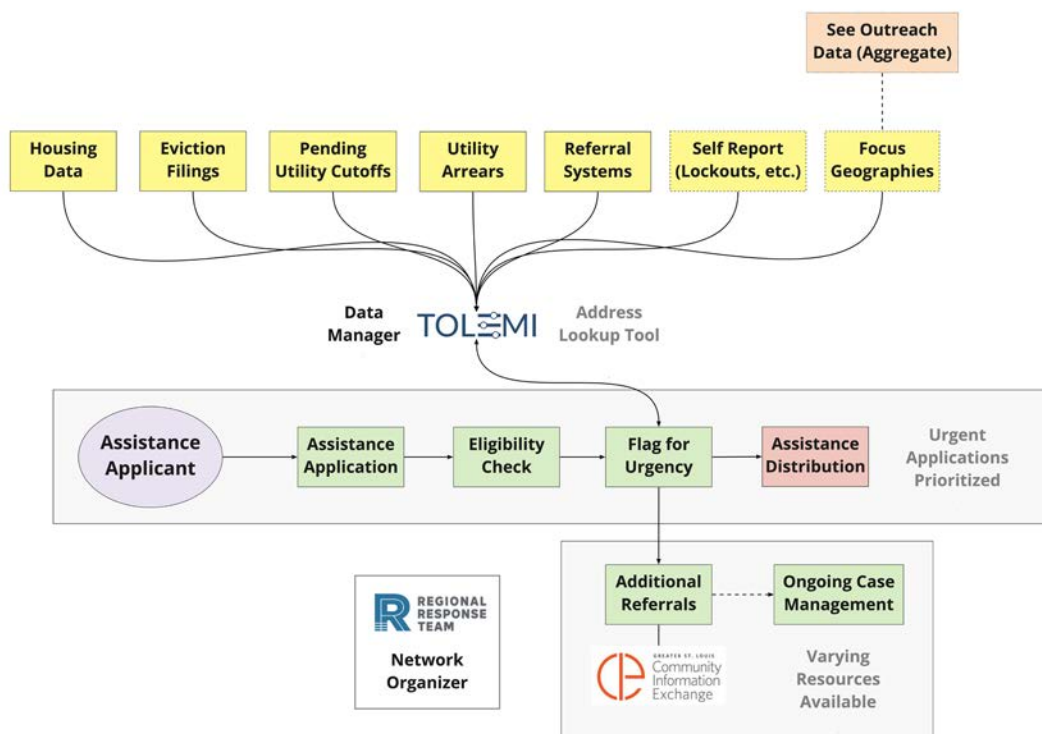 See Outreach
Data (Aggregate)
Housing
Data
Eviction
Filings
Pending
Utility Cutoffs
Utility
Arrears
Referral
Systems
Self Report
(Lockouts, etc.)
Focus
Geographies
Data
Manager
TOLEMI
Address
Lookup Tool
Assistance
Applicant
Assistance
Application
Eligibility
Check
Flag for
Urgency
Assistance
Distribution
Urgent
Applications
Prioritized
REGIONAL
RESPONSE
TEAM
Network
Organizer
Additional
Referrals
Ongoing Case
Management
GREATER ST. LOUIS
Community
Information
Exchange
Varying
Resources
Available